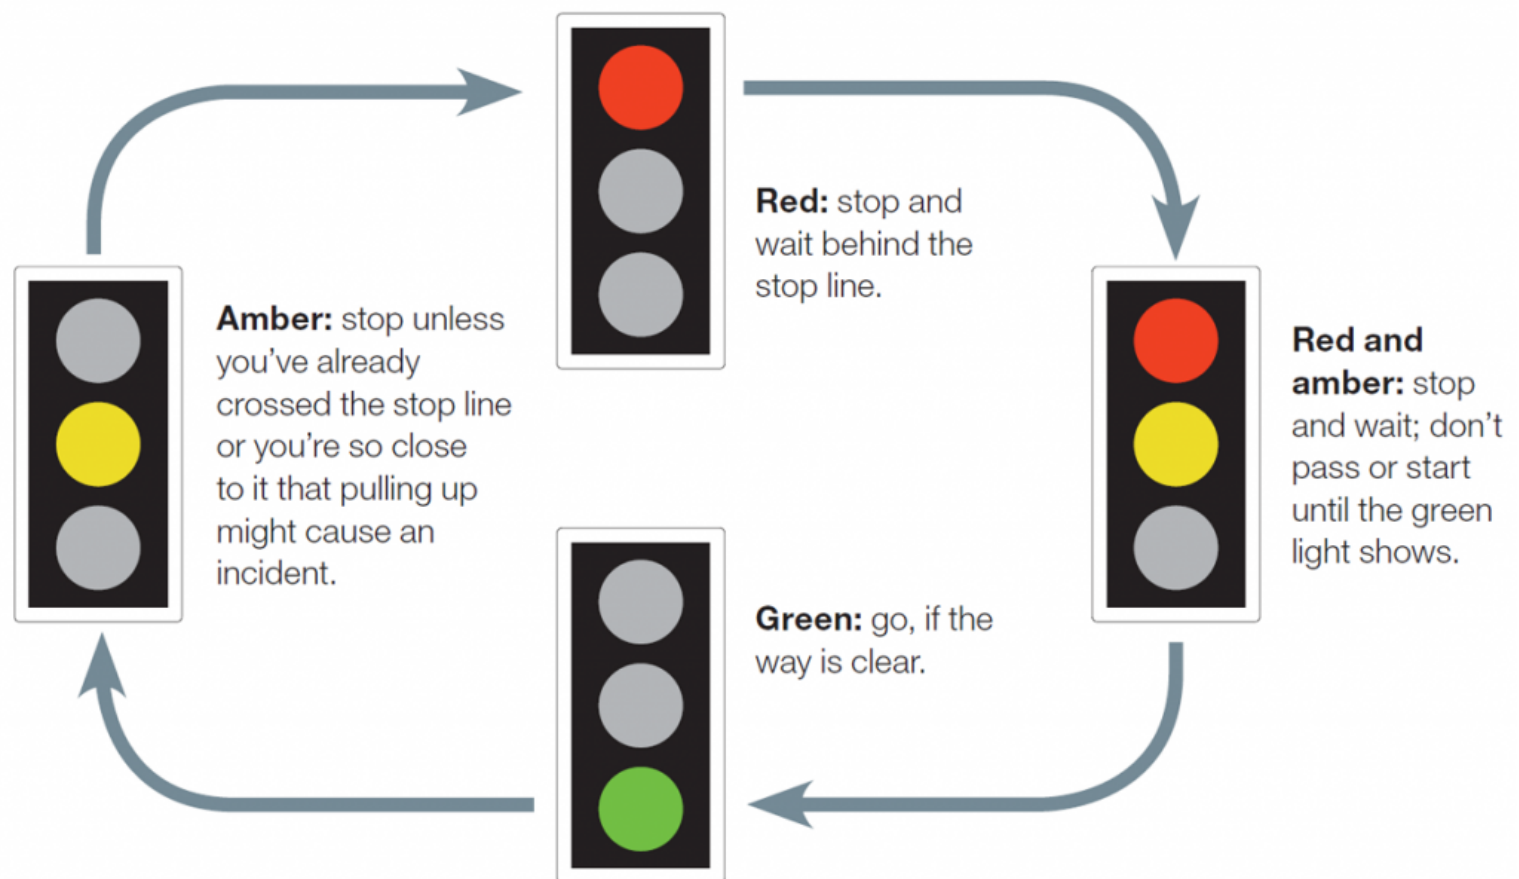 Red: stop and
wait behind the
stop line.
Amber: stop unless
you’ve already
crossed the stop line
or you’re so close
to it that pulling up
might cause an
incident.
Red and
amber: stop
and wait; don’t
pass or start
until the green
light shows.
Green: go, if the
way is clear.